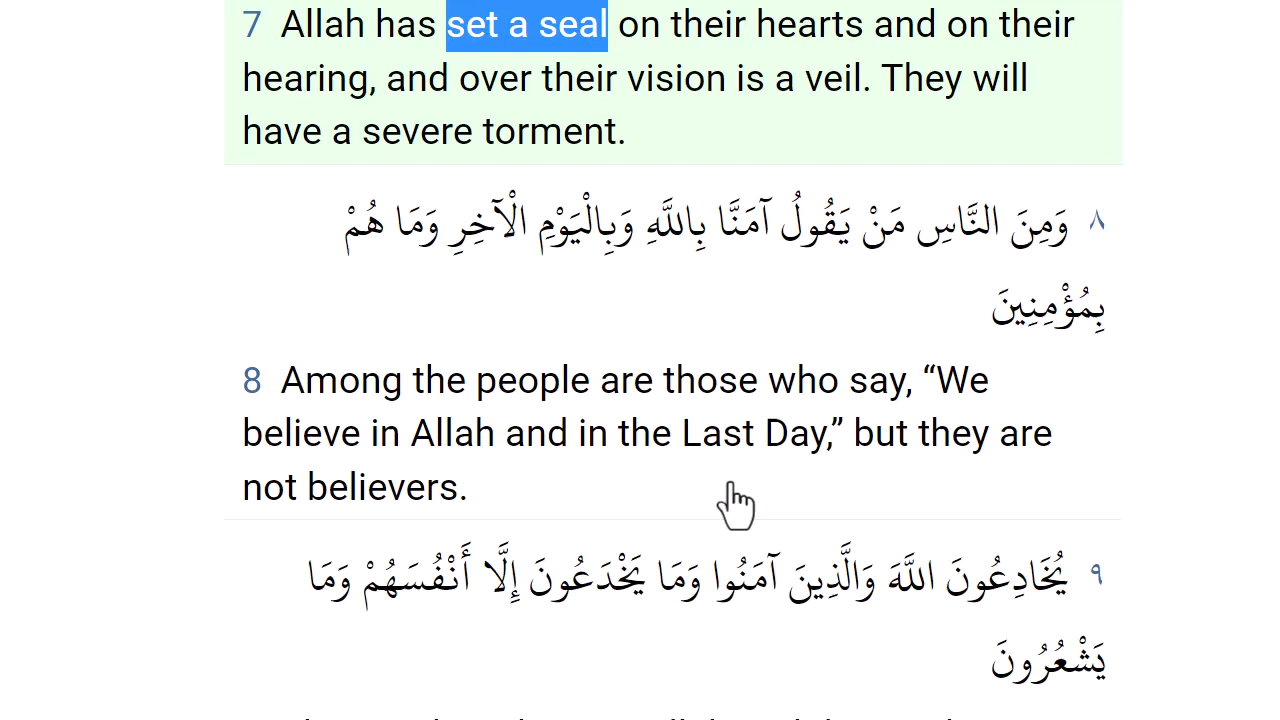 7 Allah has set a seal on their hearts and on their
hearing, and over their vision is a veil. They will
have a severe torment.
٨ وَمِنَ النَّاسِ مَنْ يَقُولُ آمَنَّا بِاللَّهِ وَبِالْيَوْمِ الْآخِرِ وَمَا هُمْ
بِمُؤْمِنِينَ
8 Among the people are those who say, “We
believe in Allah and in the Last Day,” but they are
not believers.
٩ يُخَادِعُونَ اللَّهَ وَالَّذِينَ آمَنُوا وَمَا يَخْدَعُونَ إِلَّا أَنْفُسَهُمْ وَمَا
يَشْعُرُونَ